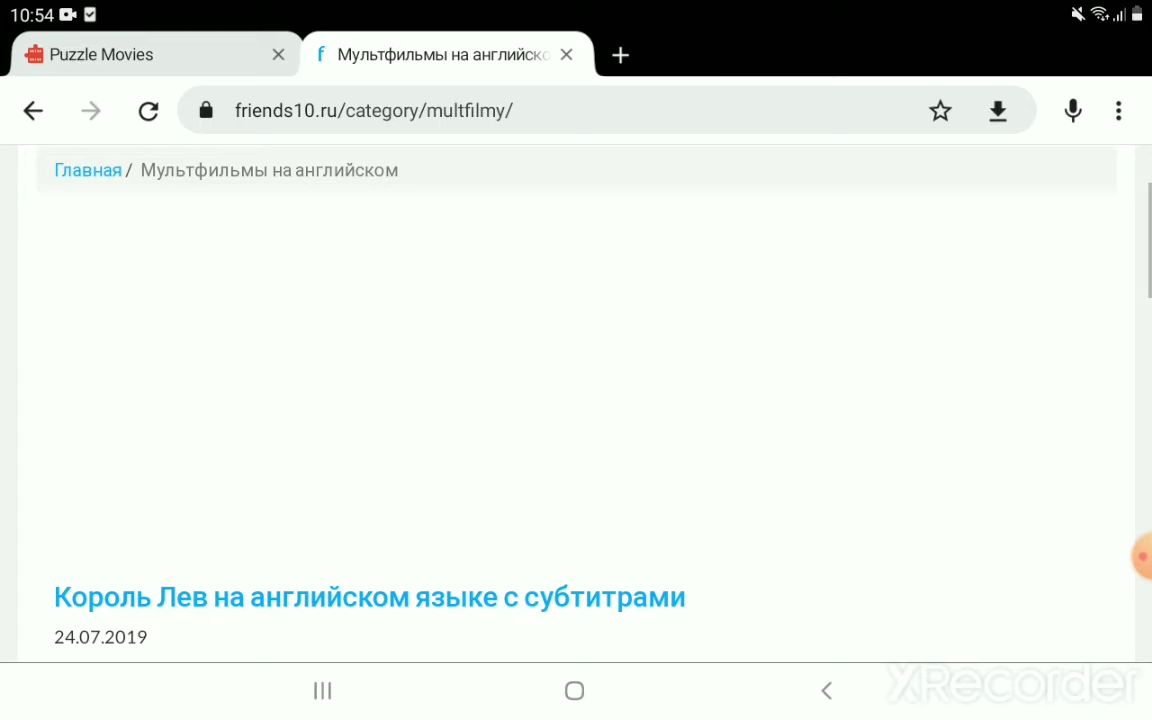 10:54
Puzzle Movies
Мультфильмы на английско
friends10.ru/category/multfilmy/
Главная / Мультфильмы на английском
Король Лев на английском языке с субтитрами
24.07.2019
XRecorder